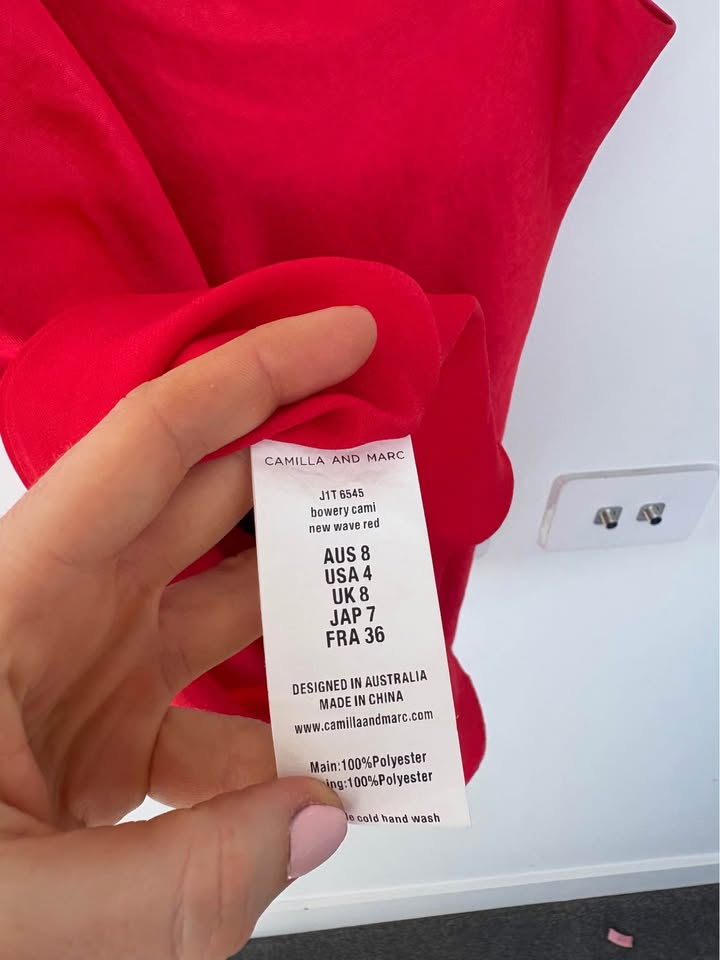 CAMILLA AND MARC
J1T 6545
bowery cami
new wave red
AUS 8
USA 4
UK 8
JAP 7
FRA 36
DESIGNED IN AUSTRALIA
MADE IN CHINA
www.camillaandmarc.com
Main:100%Polyester
ing:100%Polyester
cold hand wash